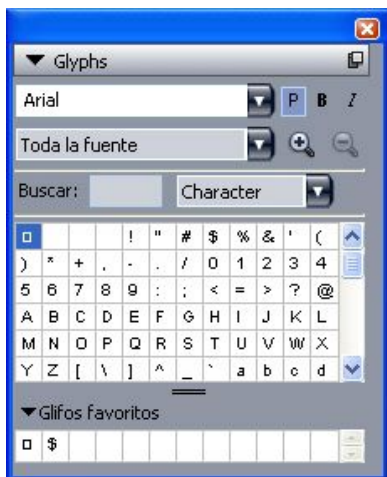 Glyphs
Arial P B I
Toda la fuente
Buscar: Character
! " # $ % & ' (
) * + , - . / 0 1 2 3 4
5 6 7 8 9 : ; < = > ? @
A B C D E F G H I J K L
M N O P Q R S T U V W X
Y Z [ \ ] ^ _ ` a b c d
Glifos favoritos
$